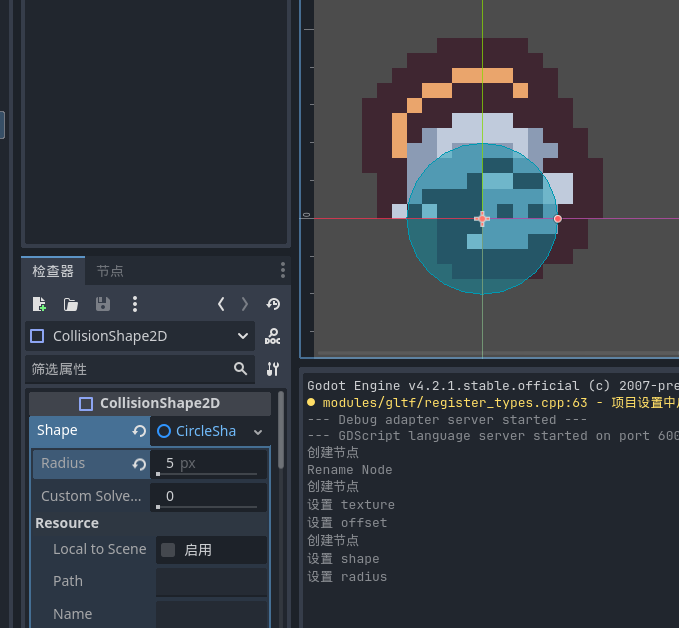 0
检查器 节点
CollisionShape2D
DOC
筛选属性
CollisionShape2D
Shape CircleSha
Radius 5 px
Custom Solve... 0
Resource
Local to Scene 启用
Path
Name
Godot Engine v4.2.1.stable.official (c) 2007-pre
modules/gltf/register_types.cpp:63 - 项目设置中
--- Debug adapter server started ---
--- GDScript language server started on port 600
创建节点
Rename Node
创建节点
设置 texture
设置 offset
创建节点
设置 shape
设置 radius